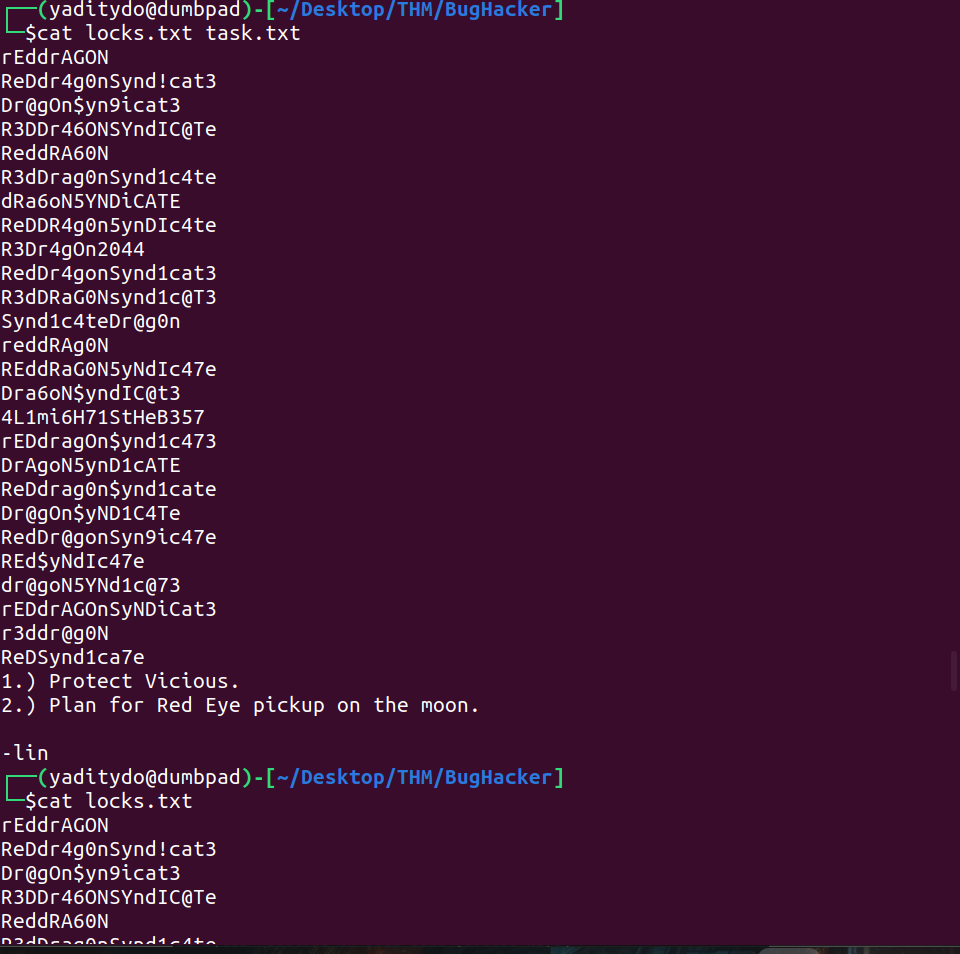 ┌──(yaditydo@dumbpad)-[~/Desktop/THM/BugHacker]
└─$cat locks.txt task.txt
rEddrAGON
ReDdr4g0nSynd!cat3
Dr@gOn$yn9icat3
R3DDr46ONSYndIC@Te
ReddRA60N
R3dDrag0nSynd1c4te
dRa6oN5YNDiCATE
ReDDR4g0n5ynDIc4te
R3Dr4gOn2044
RedDr4gonSynd1cat3
R3dDRaG0Nsynd1c@T3
Synd1c4teDr@g0n
reddRAg0N
REddRaG0N5yNdIc47e
Dra6oN$yndIC@t3
4L1mi6H71StHeB357
rEDdragOn$ynd1c473
DrAgoN5ynD1cATE
ReDdrag0n$ynd1cate
Dr@gOn$yND1C4Te
RedDr@gonSyn9ic47e
REd$yNdIc47e
dr@goN5YNd1c@73
rEDdrAGOnSyNDiCat3
r3ddr@g0N
ReDSynd1ca7e
1.) Protect Vicious.
2.) Plan for Red Eye pickup on the moon.
-lin
┌──(yaditydo@dumbpad)-[~/Desktop/THM/BugHacker]
└─$cat locks.txt
rEddrAGON
ReDdr4g0nSynd!cat3
Dr@gOn$yn9icat3
R3DDr46ONSYndIC@Te
ReddRA60N
R3dDrag0nSynd1c4te